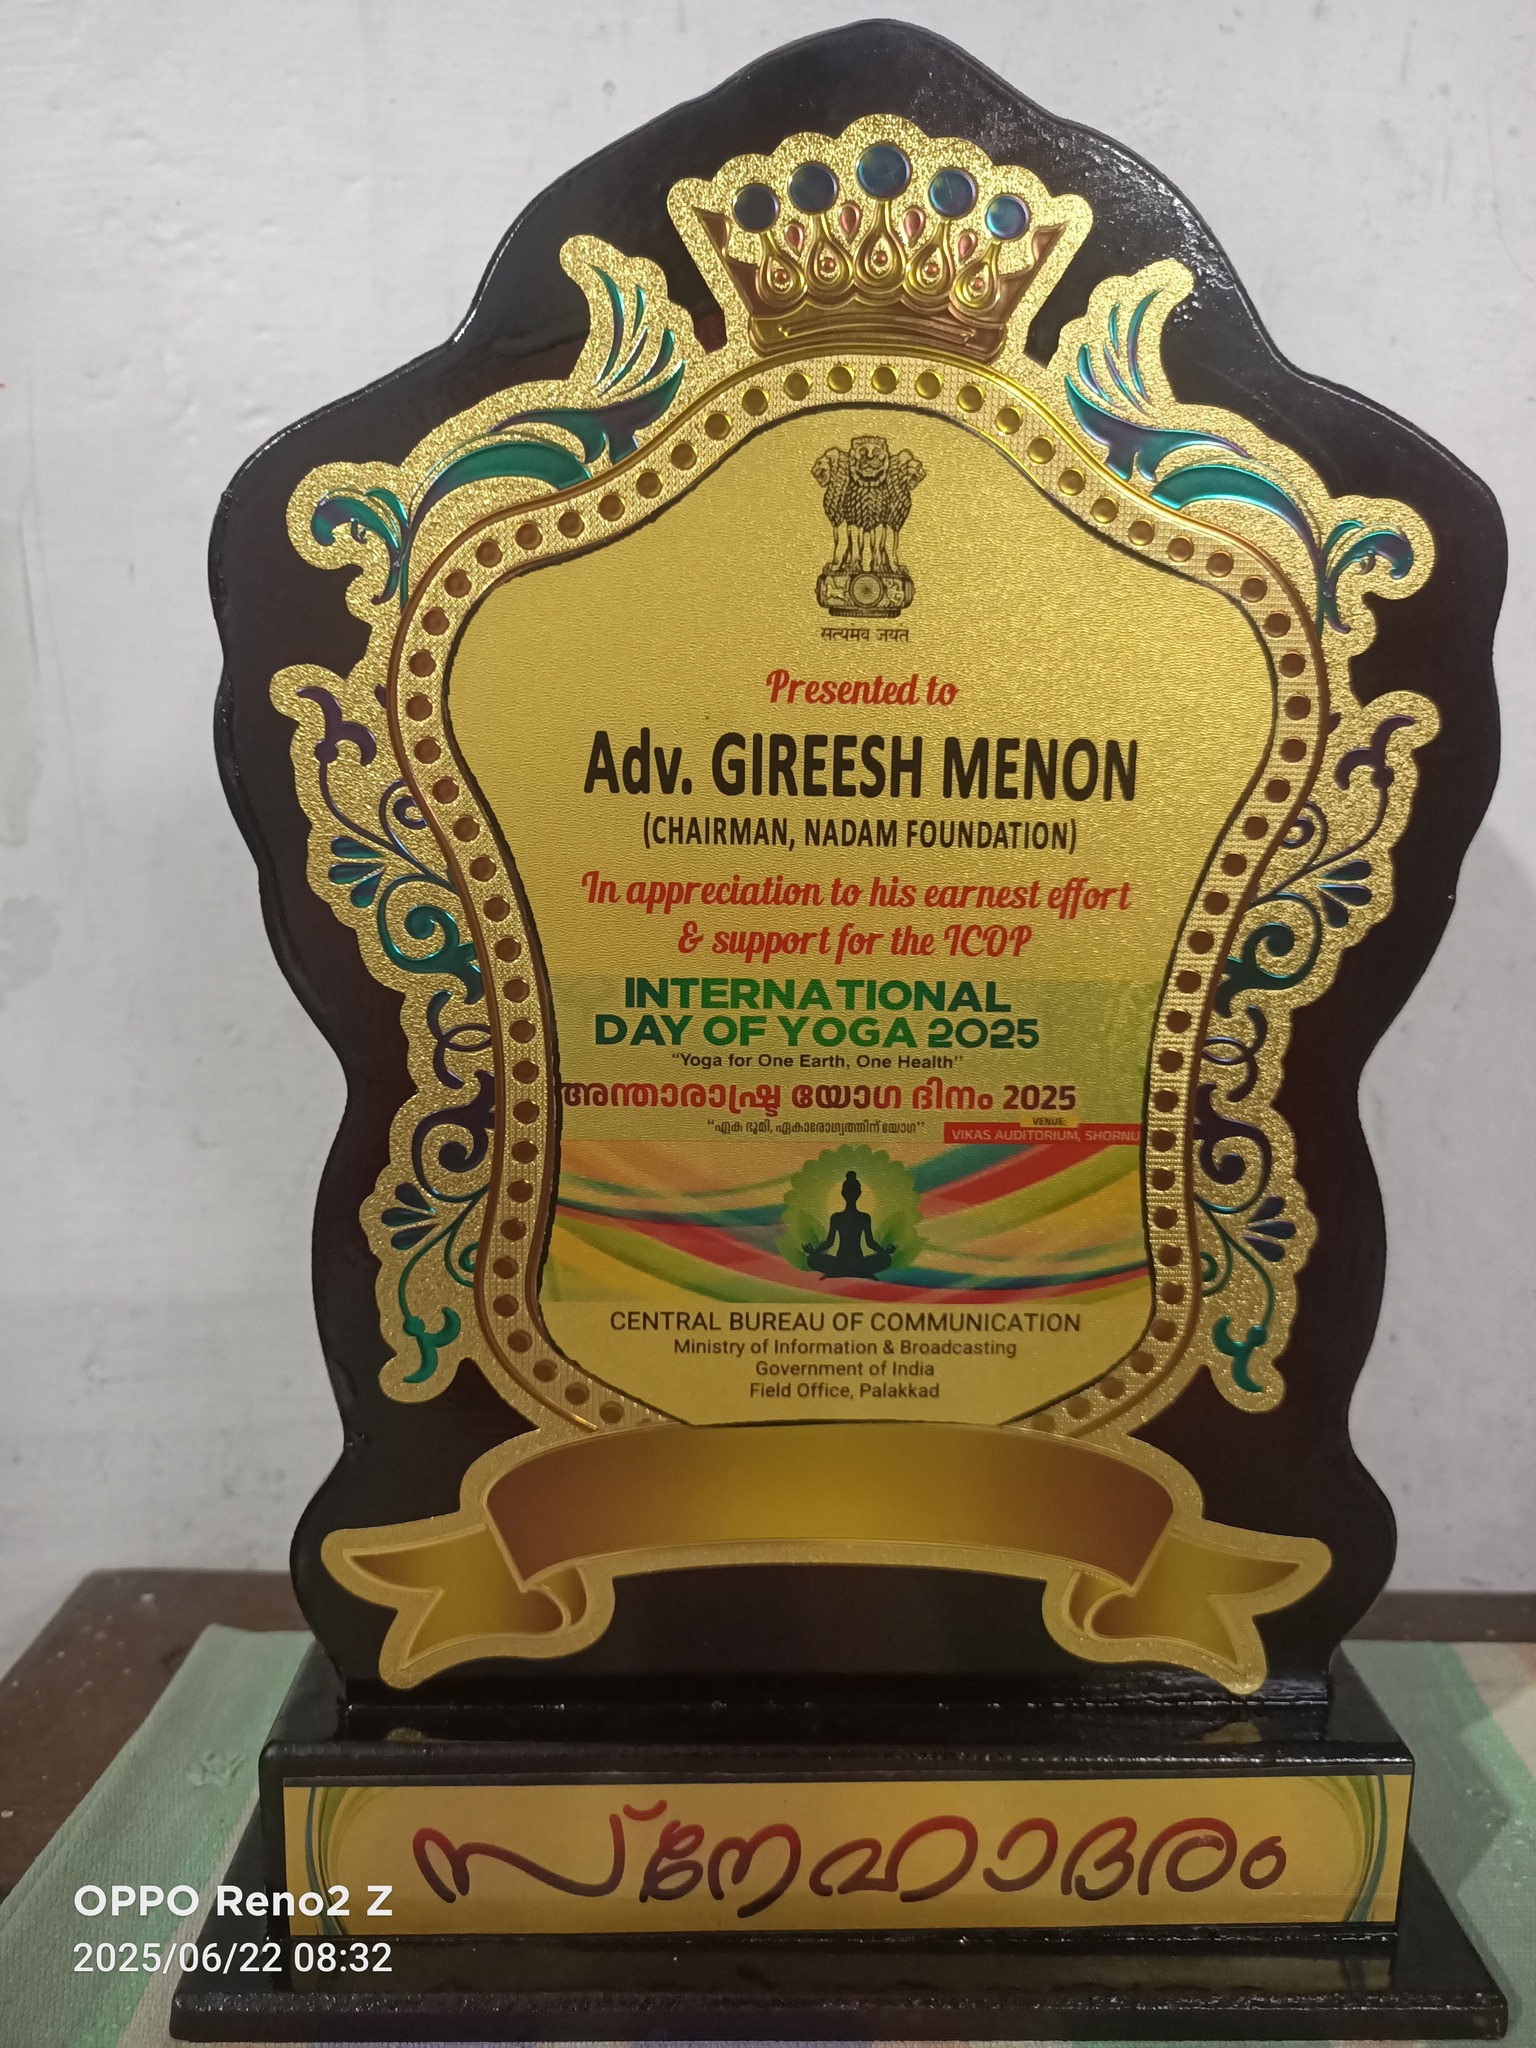 सत्यमेव जयते
Presented to
Adv. GIREESH MENON
(CHAIRMAN, NADAM FOUNDATION)
In appreciation to his earnest effort
& support for the ICOP
INTERNATIONAL
DAY OF YOGA 2025
"Yoga for One Earth, One Health"
അന്താരാഷ്ട്ര യോഗ ദിനം 2025
"ഏക ഭൂമി, ഏകാരോഗ്യത്തിന് യോഗ"
VENUE:
VIKAS AUDITORIUM, SHORNU
CENTRAL BUREAU OF COMMUNICATION
Ministry of Information & Broadcasting
Government of India
Field Office, Palakkad
സ്നേഹാദരം
OPPO Reno2 Z
2025/06/22 08:32